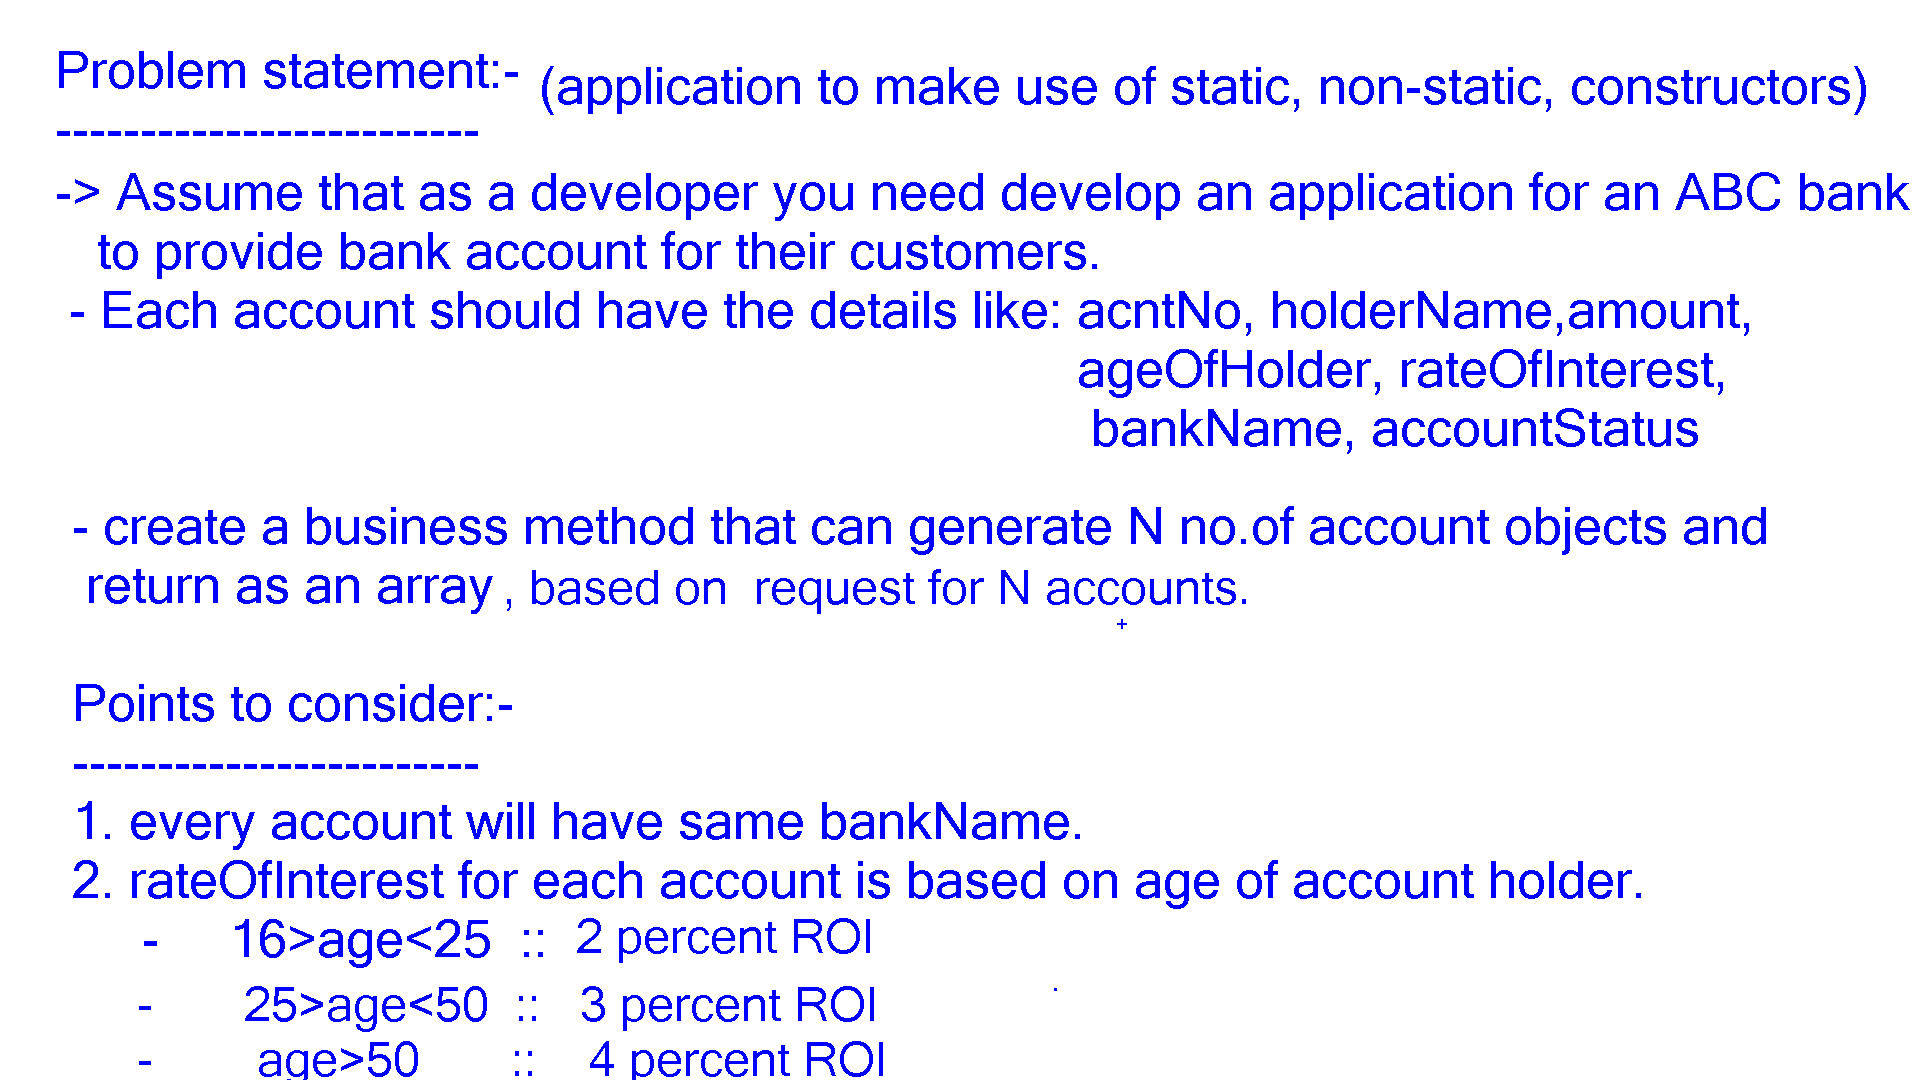 Problem statement:- (application to make use of static, non-static, constructors)
-------------------------
-> Assume that as a developer you need develop an application for an ABC bank
to provide bank account for their customers.
- Each account should have the details like: acntNo, holderName,amount,
ageOfHolder, rateOfInterest,
bankName, accountStatus
- create a business method that can generate N no.of account objects and
return as an array , based on request for N accounts.
Points to consider:-
------------------------
1. every account will have same bankName.
2. rateOfInterest for each account is based on age of account holder.
- 16>age<25 :: 2 percent ROI
- 25>age<50 :: 3 percent ROI
- age>50 :: 4 percent ROI